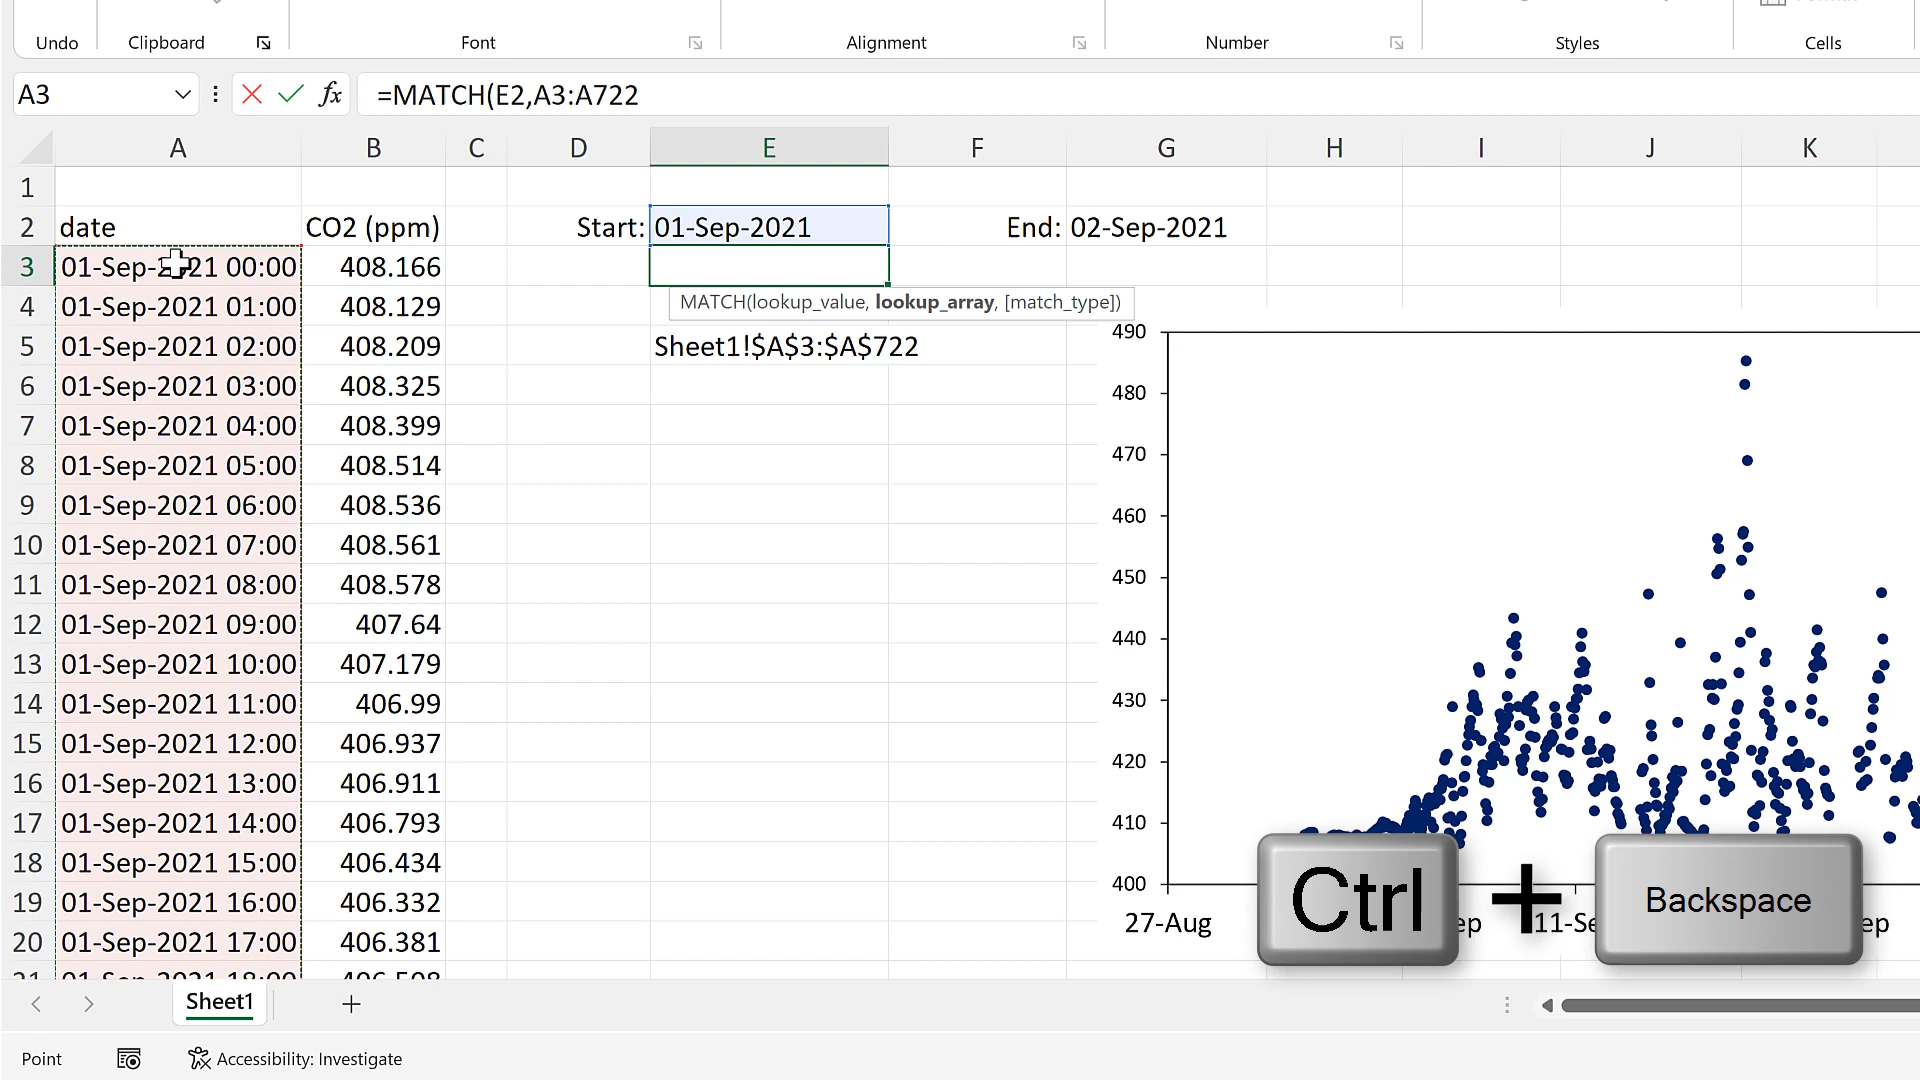 Undo Clipboard Font Alignment Number Styles Cells
A3 fx =MATCH(E2,A3:A722
A B C D E F G H I J K
1
2 date CO2 (ppm) Start: 01-Sep-2021 End: 02-Sep-2021
3 01-Sep-2021 00:00 408.166
4 01-Sep-2021 01:00 408.129
MATCH(lookup_value, lookup_array, [match_type])
5 01-Sep-2021 02:00 408.209 Sheet1!$A$3:$A$722
6 01-Sep-2021 03:00 408.325
7 01-Sep-2021 04:00 408.399
8 01-Sep-2021 05:00 408.514
9 01-Sep-2021 06:00 408.536
10 01-Sep-2021 07:00 408.561
11 01-Sep-2021 08:00 408.578
12 01-Sep-2021 09:00 407.64
13 01-Sep-2021 10:00 407.179
14 01-Sep-2021 11:00 406.99
15 01-Sep-2021 12:00 406.937
16 01-Sep-2021 13:00 406.911
17 01-Sep-2021 14:00 406.793
18 01-Sep-2021 15:00 406.434
19 01-Sep-2021 16:00 406.332
20 01-Sep-2021 17:00 406.381
490
480
470
460
450
440
430
420
410
400
27-Aug
Ctrl + Backspace
Sheet1
Point Accessibility: Investigate